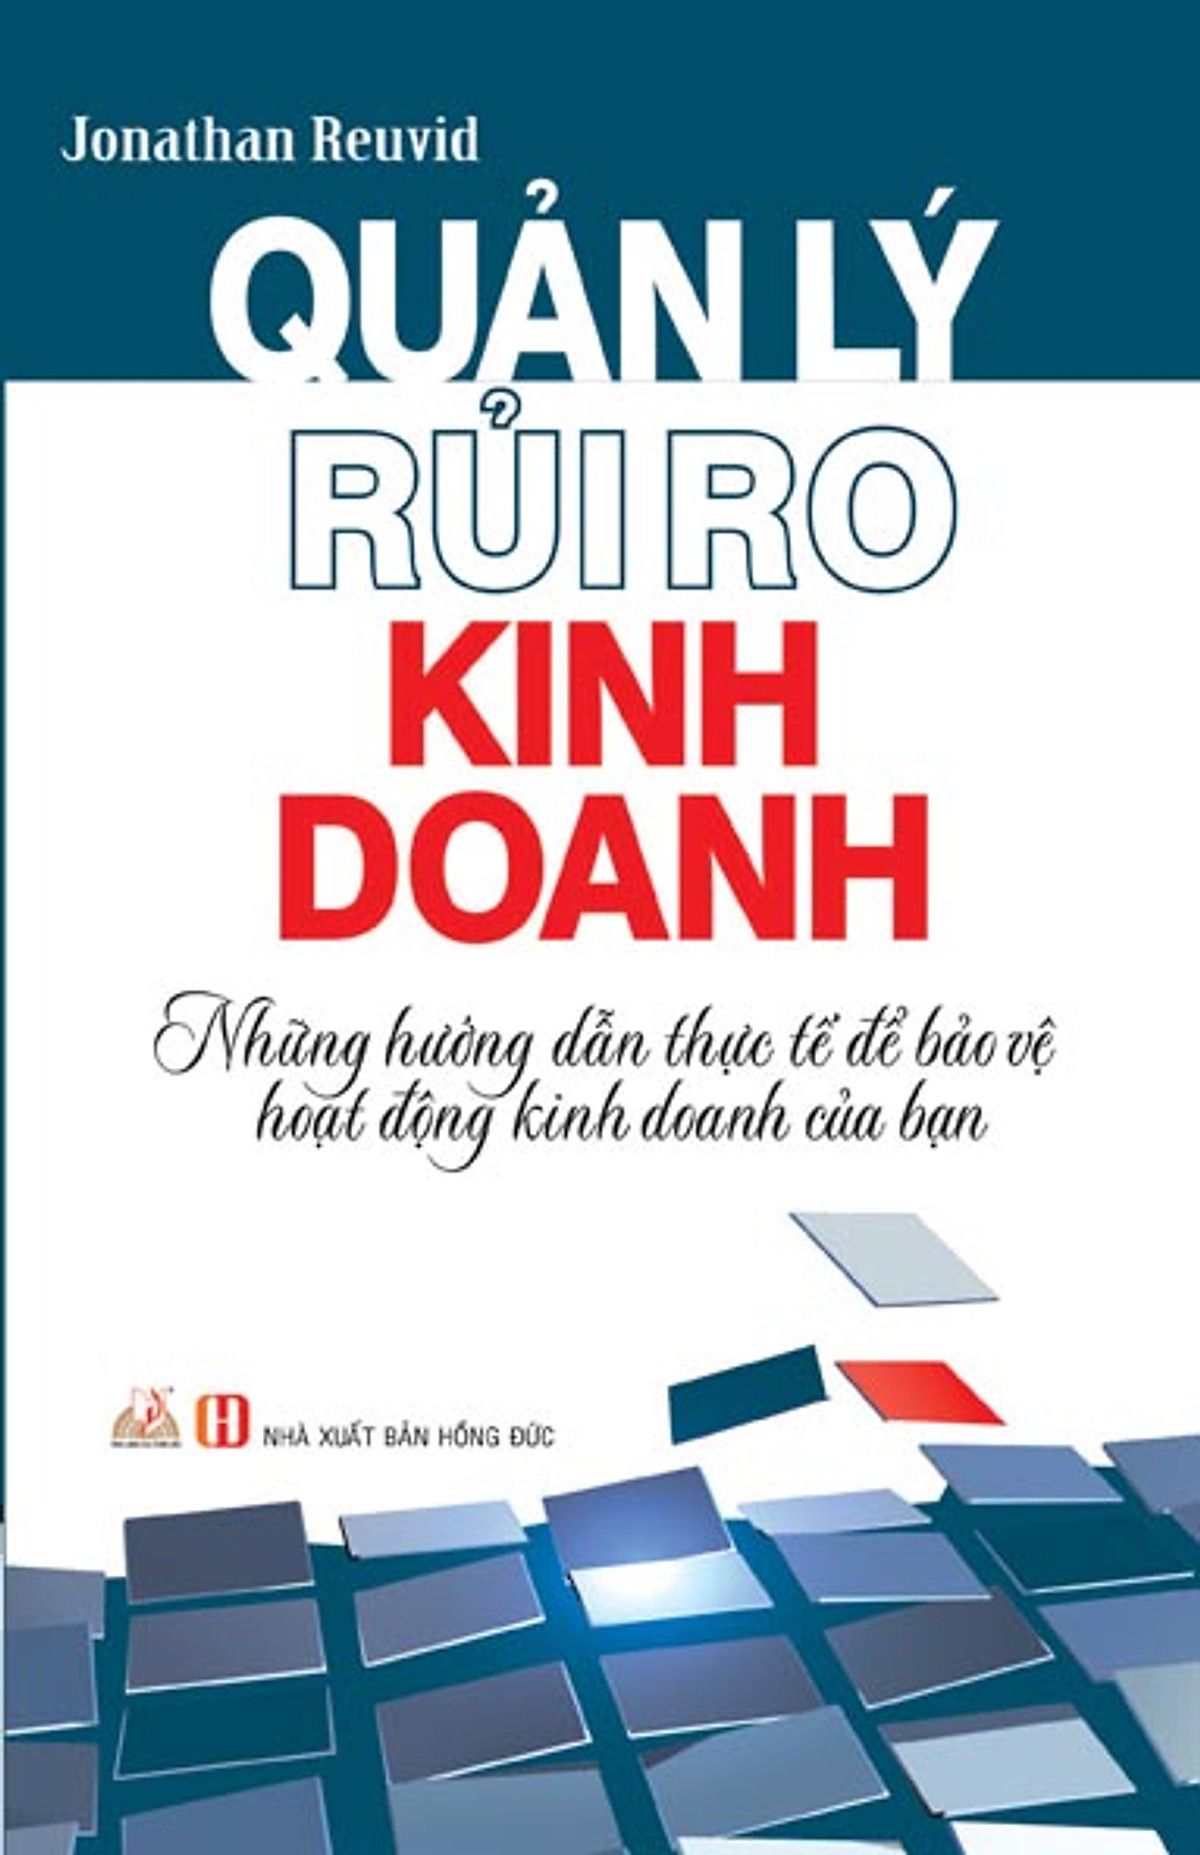 Jonathan Reuvid
QUẢN LÝ
RỦI RO
KINH
DOANH
Những hướng dẫn thực tế để bảo vệ
hoạt động kinh doanh của bạn
NHÀ XUẤT BẢN HỒNG ĐỨC